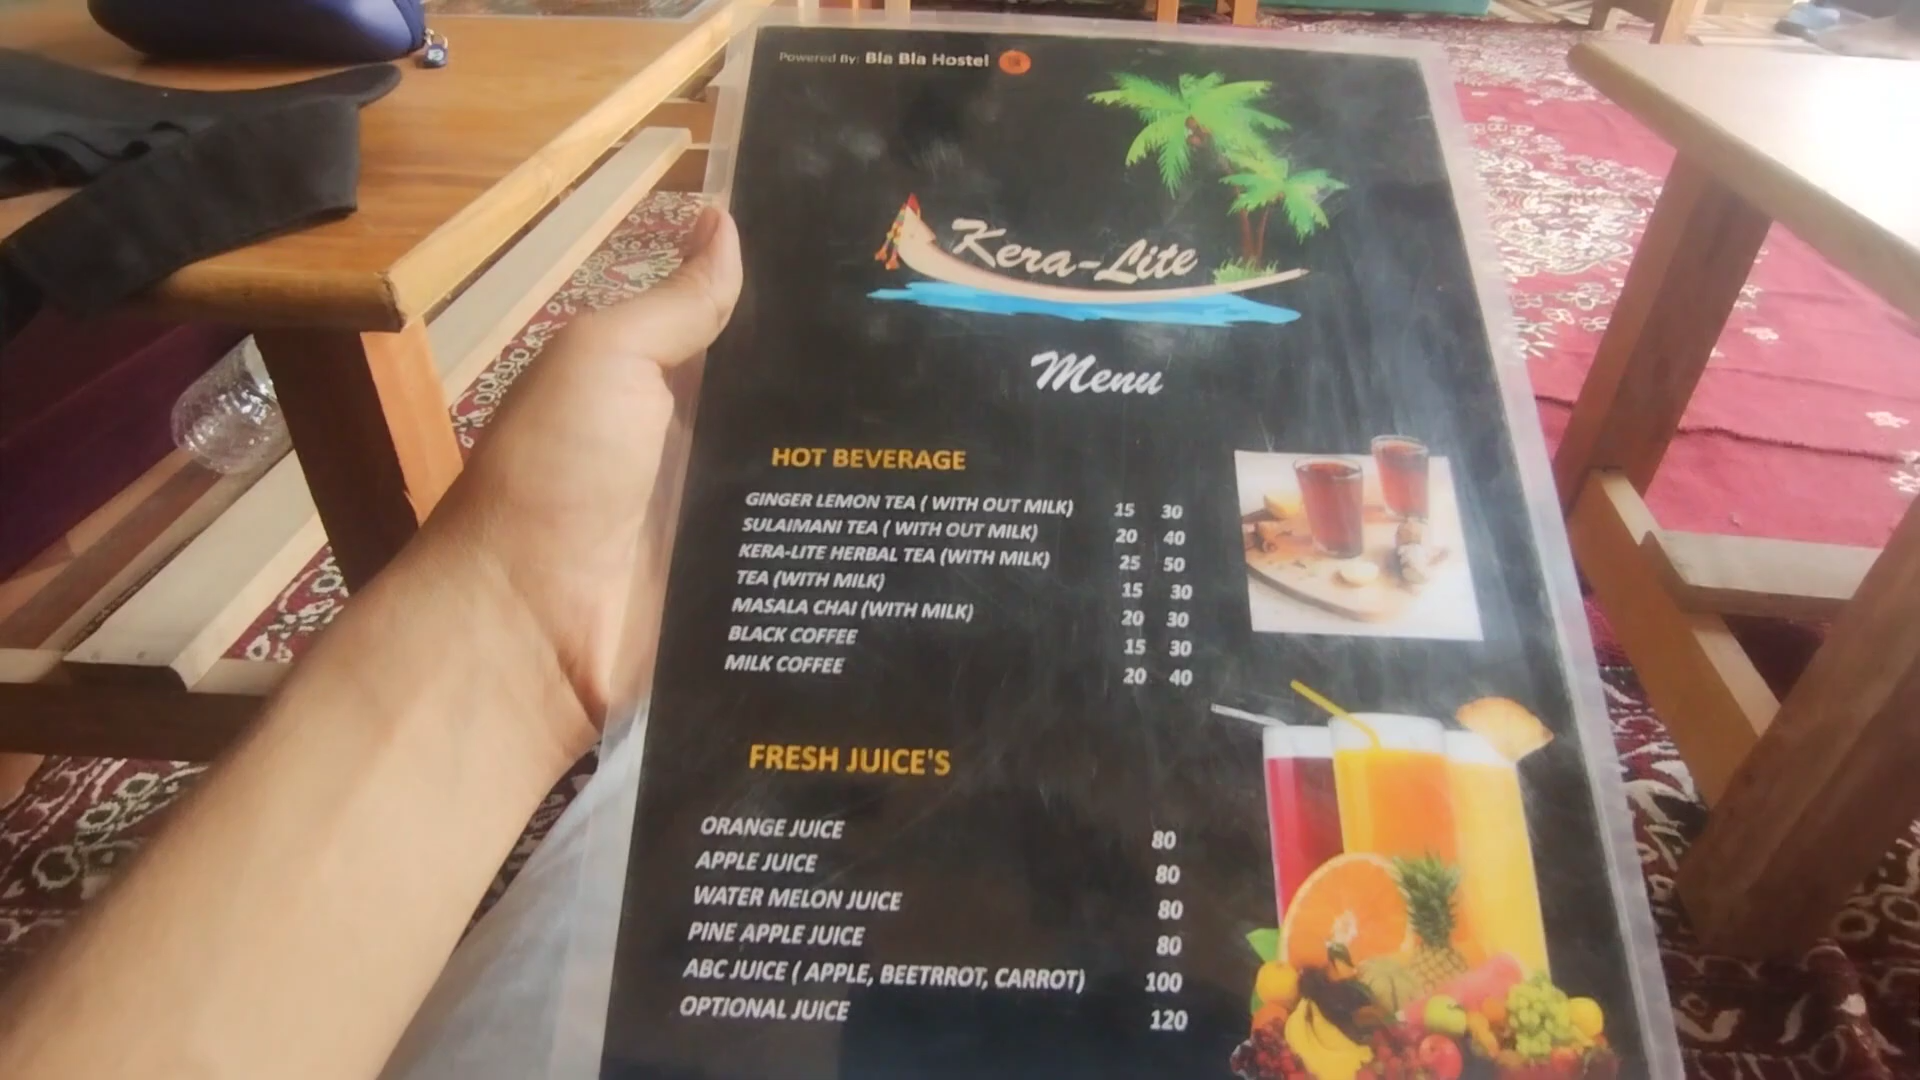 Powered By: Bla Bla Hostel
Kera-Lite
Menu
HOT BEVERAGE
GINGER LEMON TEA ( WITH OUT MILK) 15 30
SULAIMANI TEA ( WITH OUT MILK) 20 40
KERA-LITE HERBAL TEA (WITH MILK) 25 50
TEA (WITH MILK) 15 30
MASALA CHAI (WITH MILK) 20 30
BLACK COFFEE 15 30
MILK COFFEE 20 40
FRESH JUICE'S
ORANGE JUICE 80
APPLE JUICE 80
WATER MELON JUICE 80
PINE APPLE JUICE 80
ABC JUICE ( APPLE, BEETRROT, CARROT) 100
OPTIONAL JUICE 120